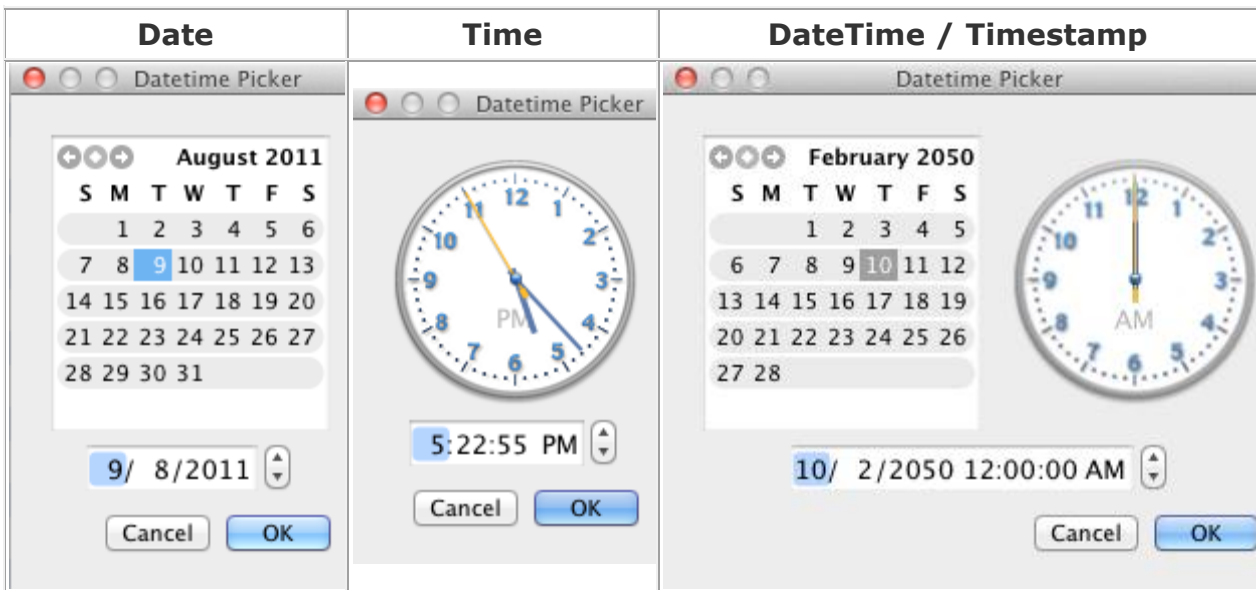 Date
Time
DateTime / Timestamp
Datetime Picker
August 2011
S M T W T F S
1 2 3 4 5 6
7 8 9 10 11 12 13
14 15 16 17 18 19 20
21 22 23 24 25 26 27
28 29 30 31
9/ 8/2011
Cancel
OK
Datetime Picker
12
1
2
3
4
5
6
7
8
9
10
11
PM
5:22:55 PM
Cancel
OK
Datetime Picker
February 2050
S M T W T F S
1 2 3 4 5
6 7 8 9 10 11 12
13 14 15 16 17 18 19
20 21 22 23 24 25 26
27 28
12
1
2
3
4
5
6
7
8
9
10
11
AM
10/ 2/2050 12:00:00 AM
Cancel
OK